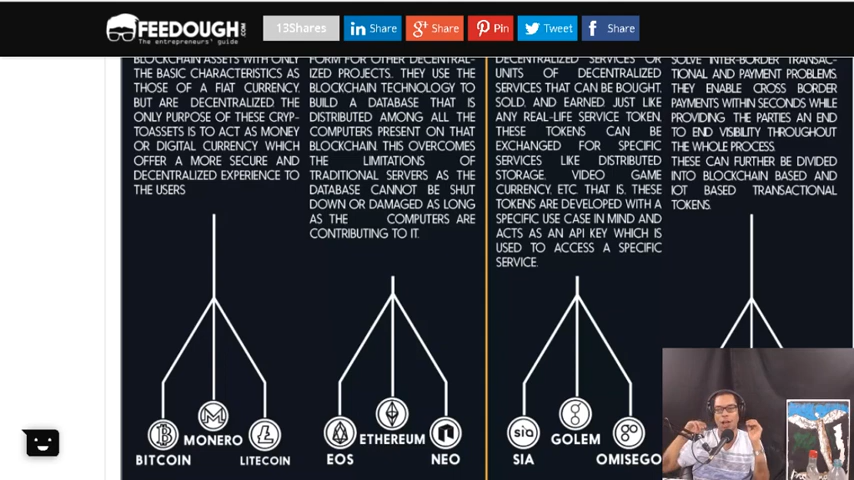 FEEDOUGH.COM
The entrepreneurs' guide
13Shares
in Share
G+ Share
Pin
Tweet
f Share
BLOCKCHAIN ASSETS WITH ONLY
THE BASIC CHARACTERISTICS AS
THOSE OF A FIAT CURRENCY.
BUT ARE DECENTRALIZED. THE
ONLY PURPOSE OF THESE CRYP-
TOASSETS IS TO ACT AS MONEY
OR DIGITAL CURRENCY WHICH
OFFER A MORE SECURE AND
DECENTRALIZED EXPERIENCE TO
THE USERS
FORM FOR OTHER DECENTRAL-
IZED PROJECTS. THEY USE THE
BLOCKCHAIN TECHNOLOGY TO
BUILD A DATABASE THAT IS
DISTRIBUTED AMONG ALL THE
COMPUTERS PRESENT ON THAT
BLOCKCHAIN. THIS OVERCOMES
THE LIMITATIONS OF
TRADITIONAL SERVERS AS THE
DATABASE CANNOT BE SHUT
DOWN OR DAMAGED AS LONG
AS THE COMPUTERS ARE
CONTRIBUTING TO IT.
DECENTRALIZED SERVICES OR
UNITS OF DECENTRALIZED
SERVICES THAT CAN BE BOUGHT,
SOLD, AND EARNED JUST LIKE
ANY REAL-LIFE SERVICE TOKEN.
THESE TOKENS CAN BE
EXCHANGED FOR SPECIFIC
SERVICES LIKE DISTRIBUTED
STORAGE, VIDEO GAME
CURRENCY, ETC. THAT IS, THESE
TOKENS ARE DEVELOPED WITH A
SPECIFIC USE CASE IN MIND AND
ACTS AS AN API KEY WHICH IS
USED TO ACCESS A SPECIFIC
SERVICE.
SOLVE INTER-BORDER TRANSAC-
TIONAL AND PAYMENT PROBLEMS.
THEY ENABLE CROSS BORDER
PAYMENTS WITHIN SECONDS WHILE
PROVIDING THE PARTIES AN END
TO END VISIBILITY THROUGHOUT
THE WHOLE PROCESS.
THESE CAN FURTHER BE DIVIDED
INTO BLOCKCHAIN BASED AND
IOT BASED TRANSACTIONAL
TOKENS.
BITCOIN
MONERO
LITECOIN
EOS
ETHEREUM
NEO
sia
SIA
GOLEM
OMISEGO